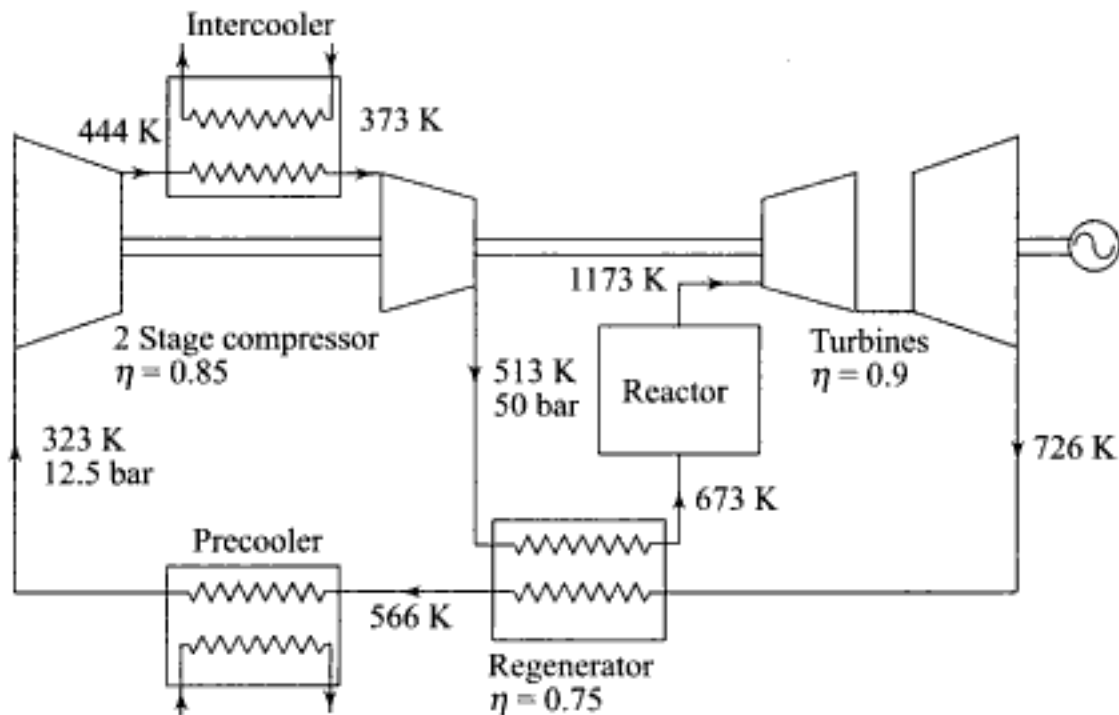 Intercooler
444 K
373 K
1173 K
2 Stage compressor
η = 0.85
Turbines
η = 0.9
513 K
50 bar
Reactor
323 K
12.5 bar
726 K
673 K
Precooler
566 K
Regenerator
η = 0.75